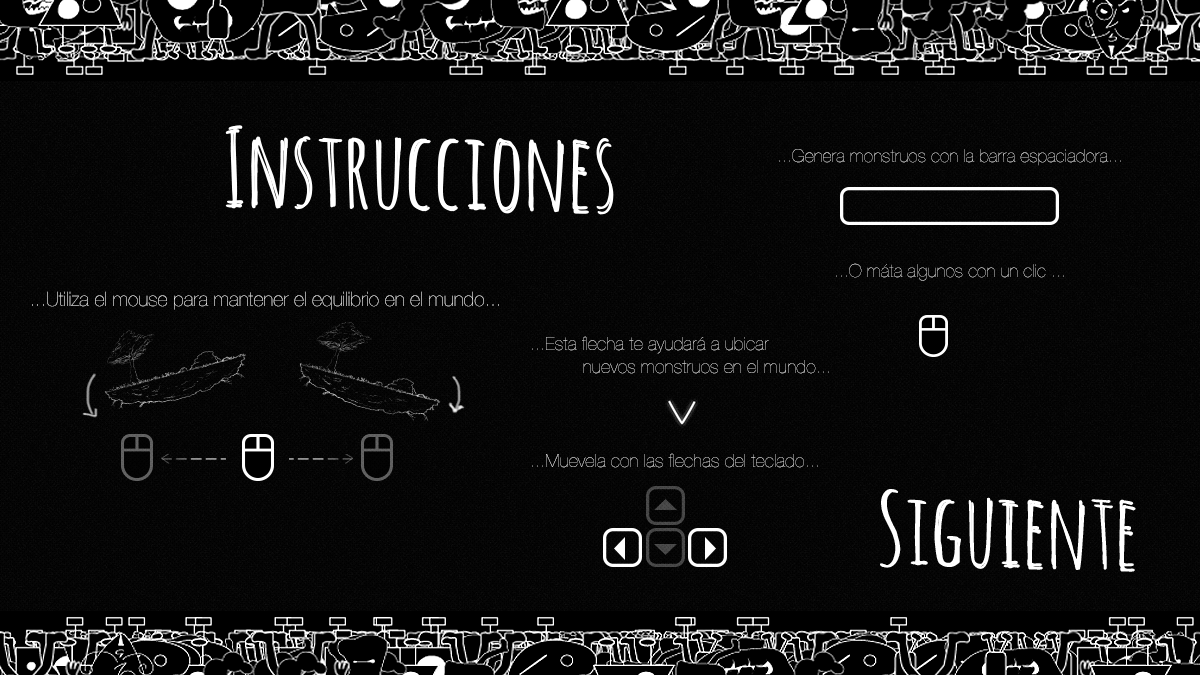 Instrucciones
...Utiliza el mouse para mantener el equilibrio en el mundo...
...Esta flecha te ayudará a ubicar
nuevos monstruos en el mundo...
...Muevela con las flechas del teclado...
...Genera monstruos con la barra espaciadora...
...O máta algunos con un clic ...
Siguiente